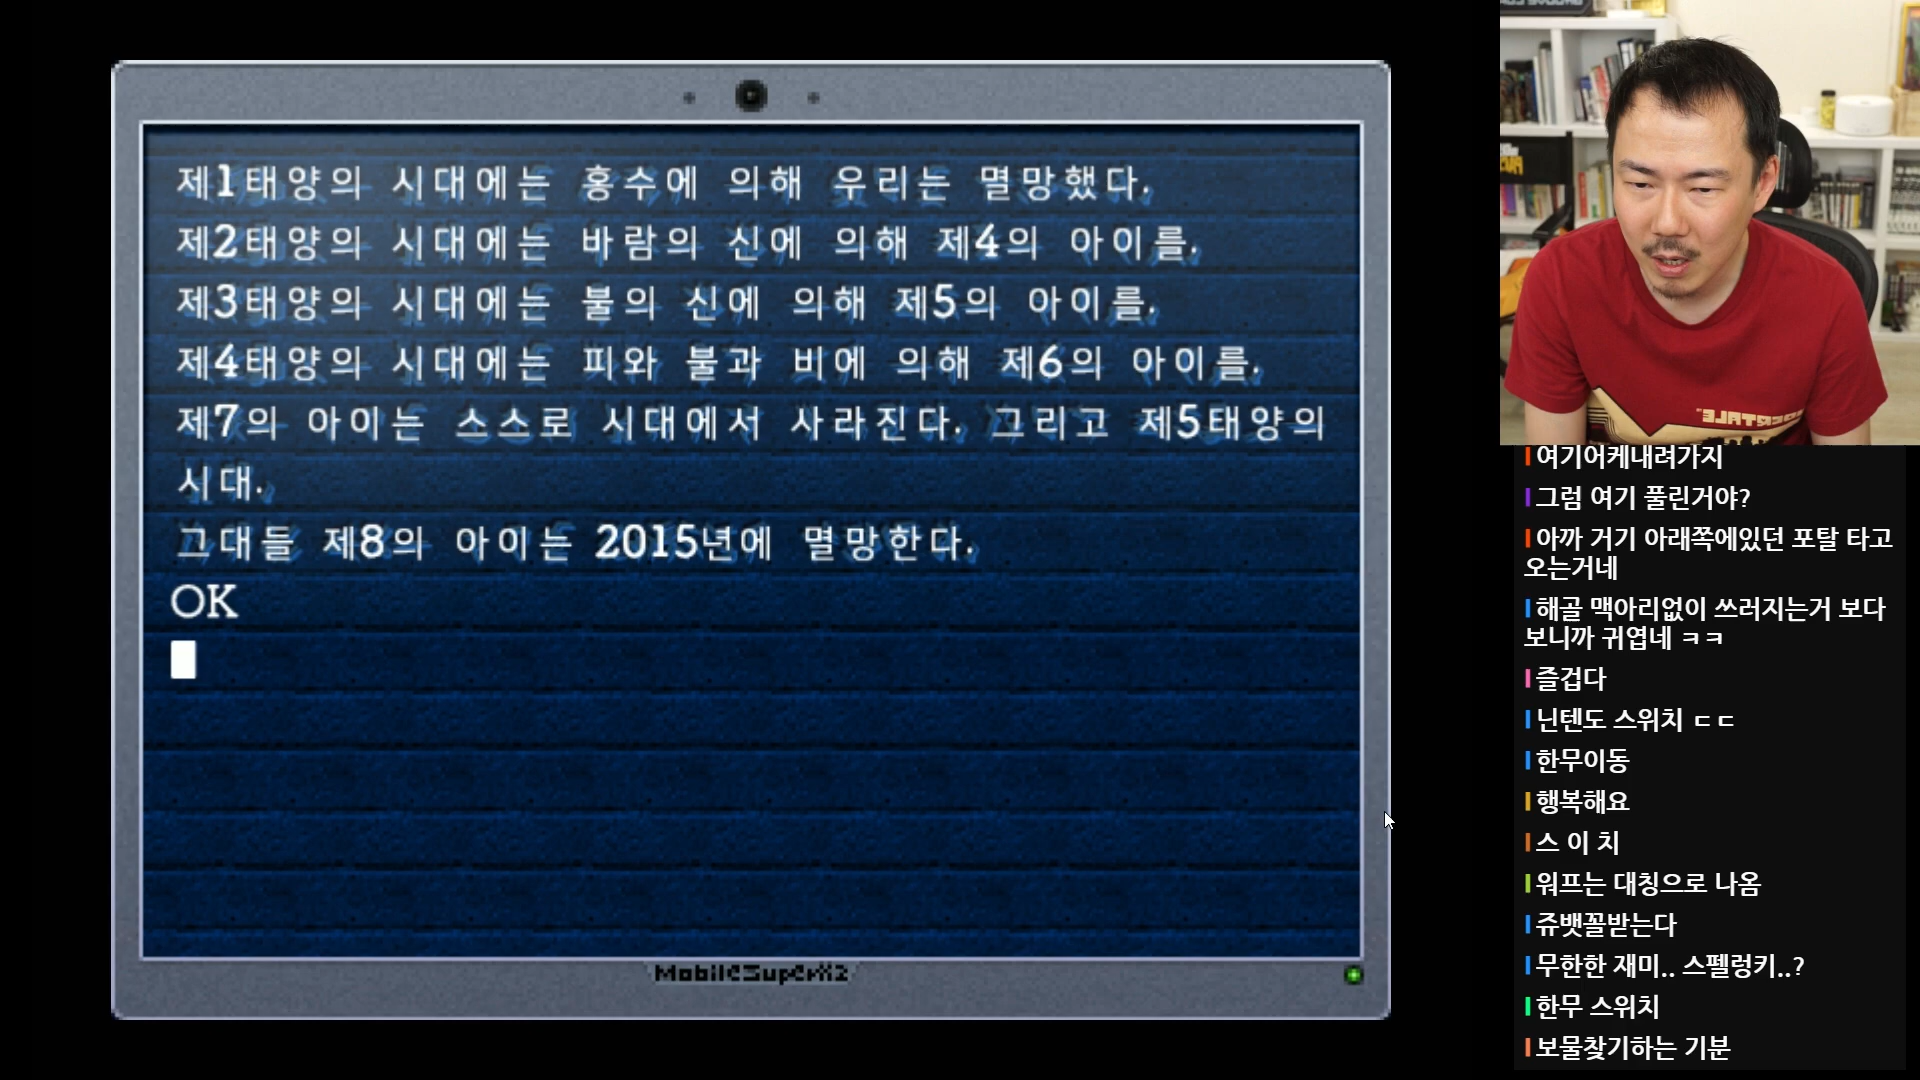 제1태양의 시대에는 홍수에 의해 우리는 멸망했다.
제2태양의 시대에는 바람의 신에 의해 제4의 아이를.
제3태양의 시대에는 불의 신에 의해 제5의 아이를.
제4태양의 시대에는 피와 불과 비에 의해 제6의 아이를.
제7의 아이는 스스로 시대에서 사라진다. 그리고 제5태양의
시대.
그대들 제8의 아이는 2015년에 멸망한다.
OK
MobileSuperX2
여기어케내려가지
그럼 여기 풀린거야?
아까 거기 아래쪽에있던 포탈 타고
오는거네
해골 맥아리없이 쓰러지는거 보다
보니까 귀엽네 ㅋㅋ
즐겁다
닌텐도 스위치 ㄷㄷ
한무이동
행복해요
스 이 치
워프는 대칭으로 나옴
쥬뱃꼴받는다
무한한 재미.. 스펠렁키..?
한무 스위치
보물찾기하는 기분